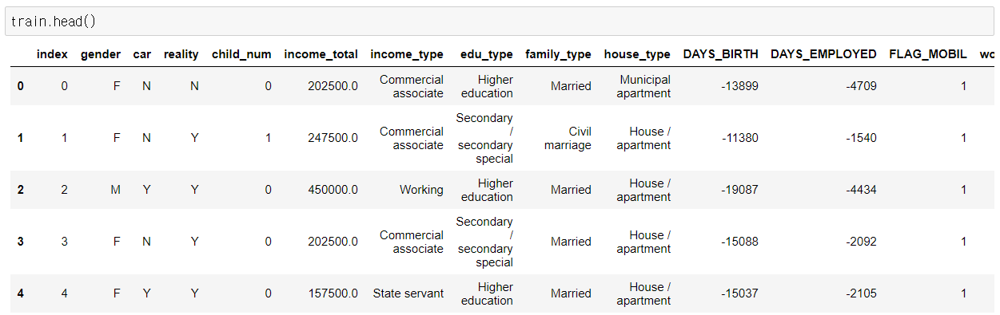 train.head()
index gender car reality child_num income_total income_type edu_type family_type house_type DAYS_BIRTH DAYS_EMPLOYED FLAG_MOBIL wo
0 0 F N N 0 202500.0 Commercial associate Higher education Married Municipal apartment -13899 -4709 1
1 1 F N Y 1 247500.0 Commercial associate Secondary / secondary special Civil marriage House / apartment -11380 -1540 1
2 2 M Y Y 0 450000.0 Working Higher education Married House / apartment -19087 -4434 1
3 3 F N Y 0 202500.0 Commercial associate Secondary / secondary special Married House / apartment -15088 -2092 1
4 4 F Y Y 0 157500.0 State servant Higher education Married House / apartment -15037 -2105 1